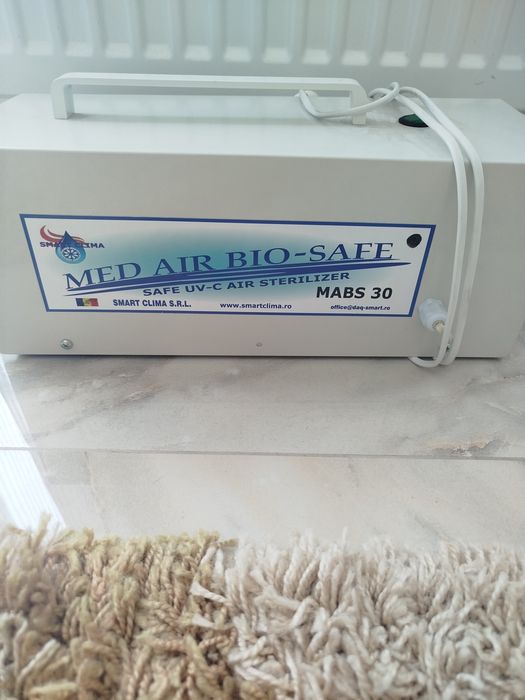 SMART CLIMA
MED AIR BIO-SAFE
SAFE UV-C AIR STERILIZER
MABS 30
SMART CLIMA S.R.L.
www.smartclima.ro
office@daq-smart.ro